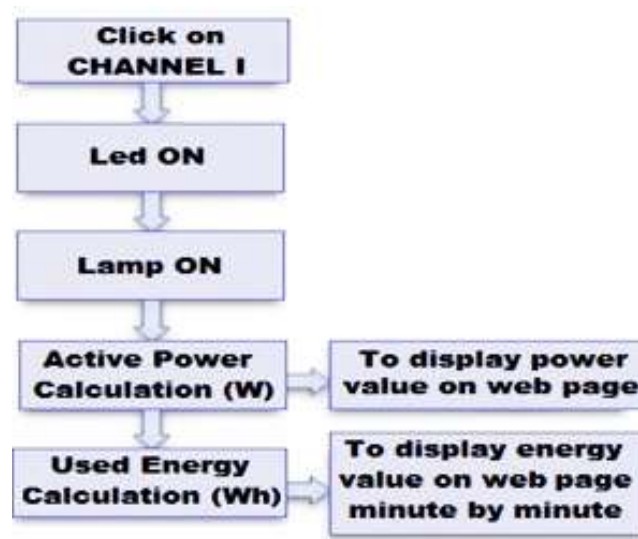 Click on
CHANNEL I
Led ON
Lamp ON
Active Power
Calculation (W)
To display power
value on web page
Used Energy
Calculation (Wh)
To display energy
value on web page
minute by minute